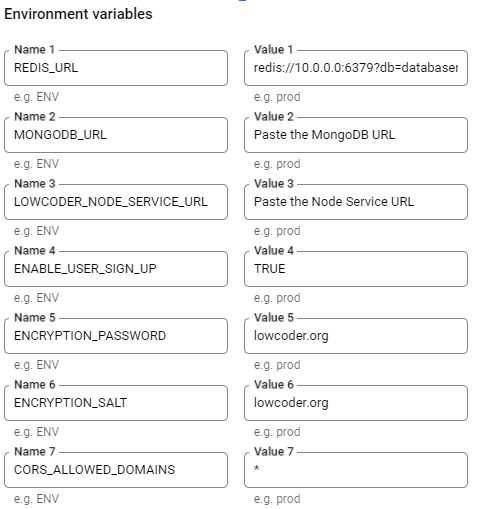 Environment variables
Name 1 Value 1
REDIS_URL redis://10.0.0.0:6379?db=databaser
e.g. ENV e.g. prod
Name 2 Value 2
MONGODB_URL Paste the MongoDB URL
e.g. ENV e.g. prod
Name 3 Value 3
LOWCODER_NODE_SERVICE_URL Paste the Node Service URL
e.g. ENV e.g. prod
Name 4 Value 4
ENABLE_USER_SIGN_UP TRUE
e.g. ENV e.g. prod
Name 5 Value 5
ENCRYPTION_PASSWORD lowcoder.org
e.g. ENV e.g. prod
Name 6 Value 6
ENCRYPTION_SALT lowcoder.org
e.g. ENV e.g. prod
Name 7 Value 7
CORS_ALLOWED_DOMAINS *
e.g. ENV e.g. prod